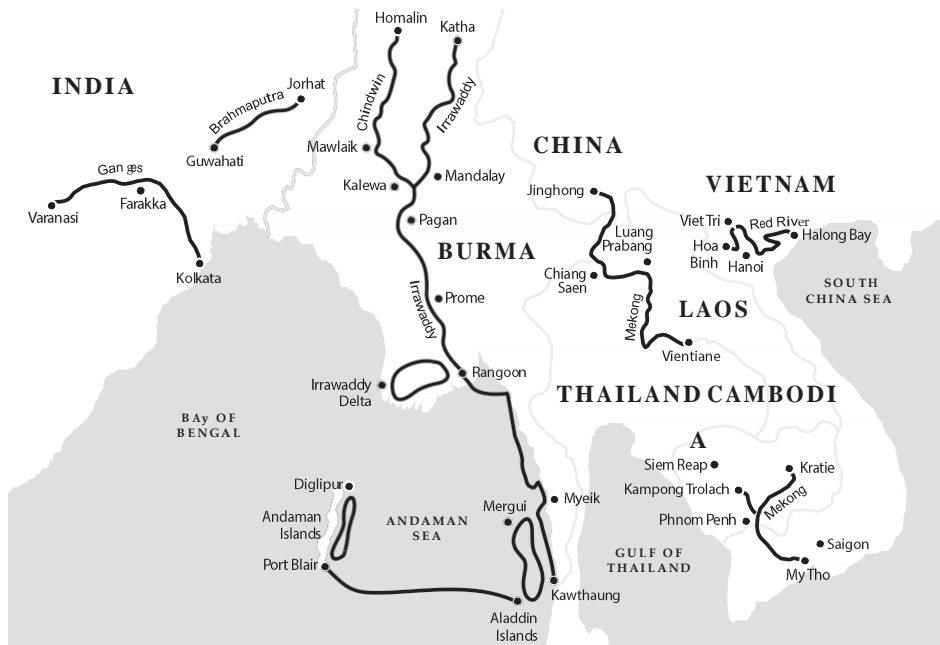 Homalin
Katha
INDIA
Jorhat
Brahmaputra
Chindwin
Irrawaddy
Guwahati
Mawlaik
CHINA
Ganges
Mandalay
Kalewa
Jinghong
VIETNAM
Varanasi
Farakka
Pagan
Viet Tri
Red River
Halong Bay
Luang
Prabang
Hoa
Binh
Hanoi
BURMA
Kolkata
Chiang
Saen
SOUTH
CHINA SEA
Prome
Irrawaddy
Mekong
LAOS
Vientiane
Rangoon
Irrawaddy
Delta
THAILAND CAMBODI
A
BAy OF
BENGAL
Siem Reap
Kratie
Diglipur
Kampong Trolach
Mekong
Mergui
Myeik
Andaman
Islands
ANDAMAN
SEA
Phnom Penh
Saigon
GULF OF
THAILAND
Port Blair
My Tho
Kawthaung
Aladdin
Islands